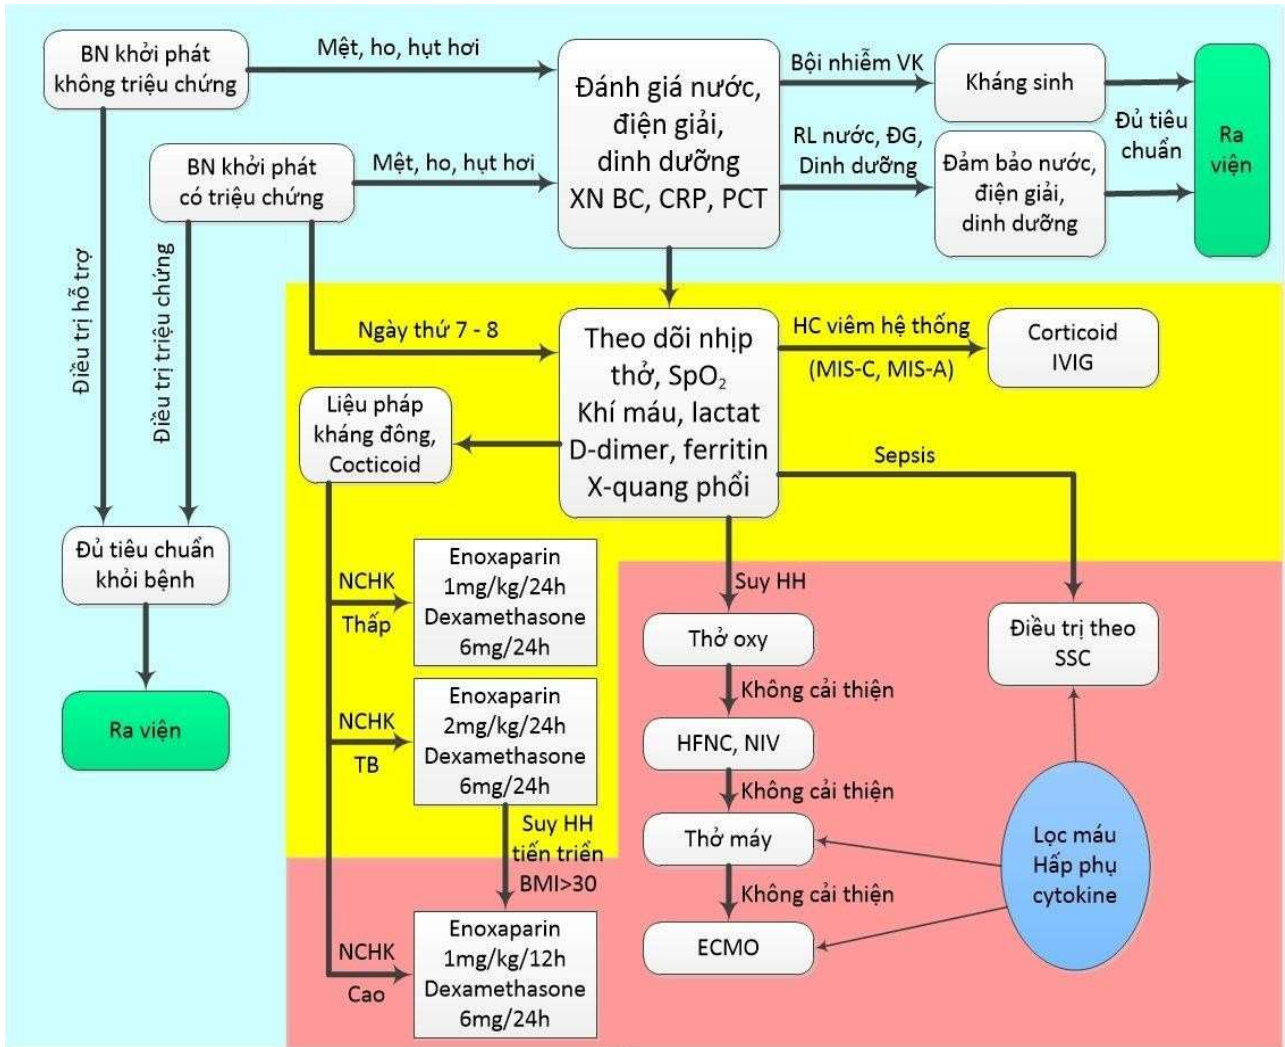 BN khởi phát
không triệu chứng
Mệt, ho, hụt hơi
Đánh giá nước,
điện giải,
dinh dưỡng
XN BC, CRP, PCT
Bội nhiễm VK
Kháng sinh
RL nước, ĐG,
Dinh dưỡng
Đảm bảo nước,
điện giải,
dinh dưỡng
Đủ tiêu
chuẩn
Ra
viện
BN khởi phát
có triệu chứng
Mệt, ho, hụt hơi
Điều trị hỗ trợ
Điều trị triệu chứng
Ngày thứ 7 - 8
Theo dõi nhịp
thở, SpO₂
Khí máu, lactat
D-dimer, ferritin
X-quang phổi
HC viêm hệ thống
(MIS-C, MIS-A)
Corticoid
IVIG
Liệu pháp
kháng đông,
Cocticoid
Sepsis
Đủ tiêu chuẩn
khỏi bệnh
Ra viện
NCHK
Thấp
Enoxaparin
1mg/kg/24h
Dexamethasone
6mg/24h
NCHK
TB
Enoxaparin
2mg/kg/24h
Dexamethasone
6mg/24h
Suy HH
tiến triển
BMI>30
NCHK
Cao
Enoxaparin
1mg/kg/12h
Dexamethasone
6mg/24h
Suy HH
Thở oxy
Không cải thiện
HFNC, NIV
Không cải thiện
Thở máy
Không cải thiện
ECMO
Điều trị theo
SSC
Lọc máu
Hấp phụ
cytokine